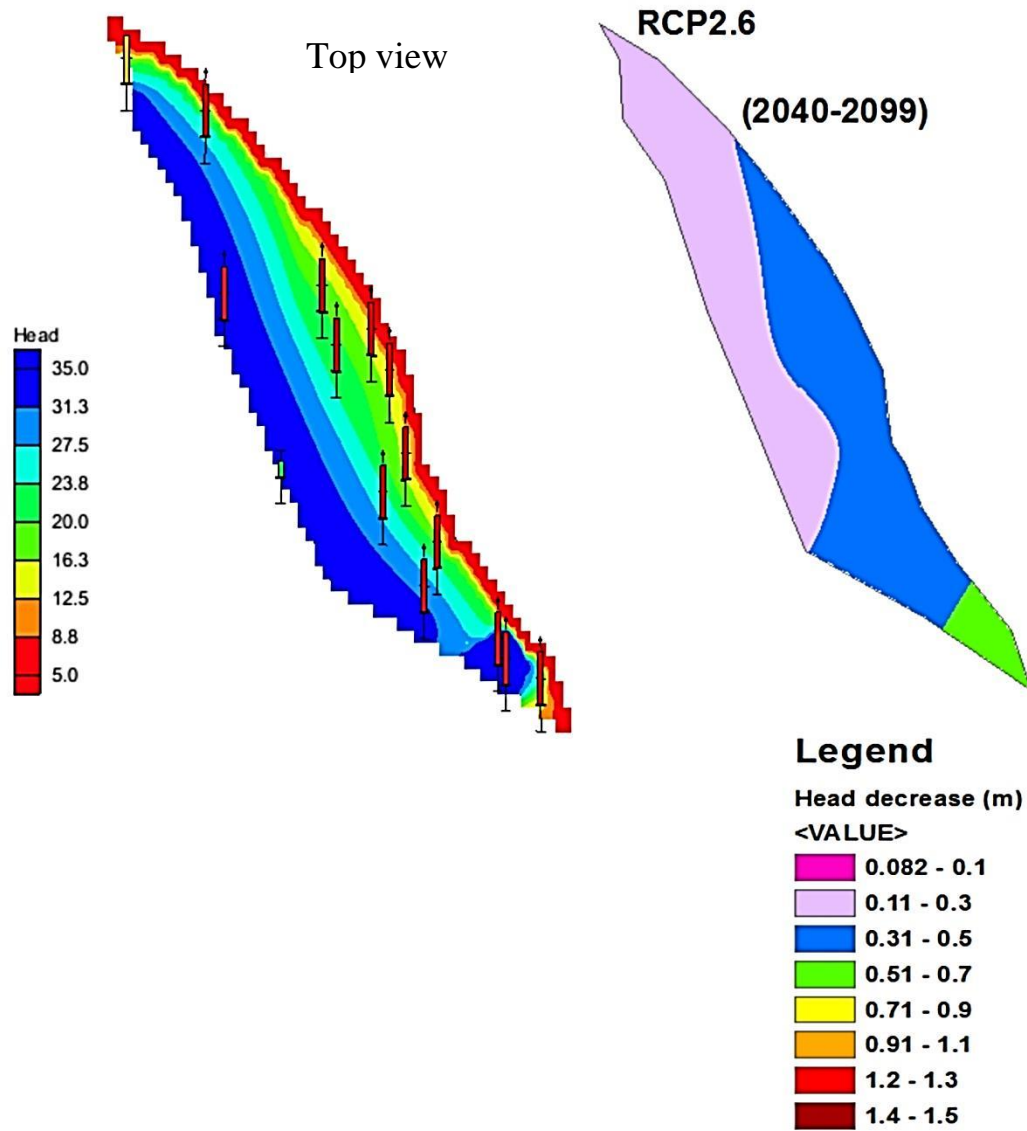 Top view
RCP2.6
(2040-2099)
Head
35.0
31.3
27.5
23.8
20.0
16.3
12.5
8.8
5.0
Legend
Head decrease (m)
<VALUE>
0.082 - 0.1
0.11 - 0.3
0.31 - 0.5
0.51 - 0.7
0.71 - 0.9
0.91 - 1.1
1.2 - 1.3
1.4 - 1.5